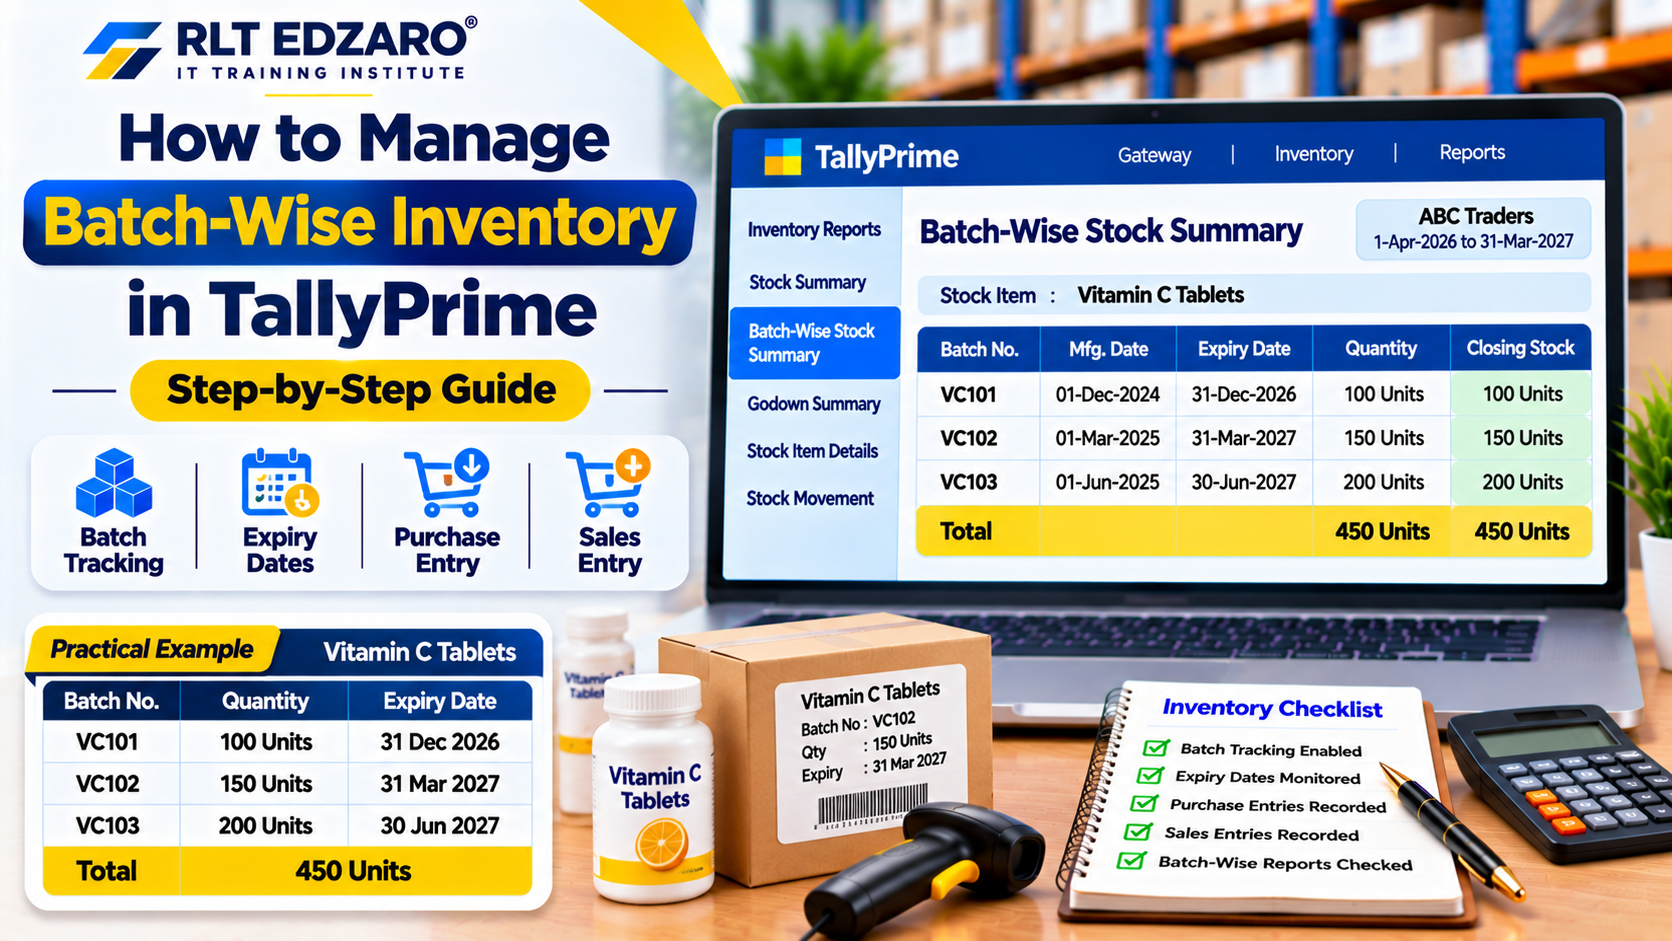 RLT EDZARO®
IT TRAINING INSTITUTE
How to Manage
Batch-Wise Inventory
in TallyPrime
Step-by-Step Guide
Batch
Tracking
Expiry
Dates
Purchase
Entry
Sales
Entry
Practical Example
Vitamin C Tablets
Batch No. Quantity Expiry Date
VC101 100 Units 31 Dec 2026
VC102 150 Units 31 Mar 2027
VC103 200 Units 30 Jun 2027
Total 450 Units
TallyPrime
Gateway | Inventory | Reports
Inventory Reports
Stock Summary
Batch-Wise Stock
Summary
Godown Summary
Stock Item Details
Stock Movement
Batch-Wise Stock Summary
ABC Traders
1-Apr-2026 to 31-Mar-2027
Stock Item : Vitamin C Tablets
Batch No. Mfg. Date Expiry Date Quantity Closing Stock
VC101 01-Dec-2024 31-Dec-2026 100 Units 100 Units
VC102 01-Mar-2025 31-Mar-2027 150 Units 150 Units
VC103 01-Jun-2025 30-Jun-2027 200 Units 200 Units
Total 450 Units 450 Units
Vitamin C
Vitamin C
Tablets
Vitamin C Tablets
Batch No : VC102
Qty : 150 Units
Expiry : 31 Mar 2027
Inventory Checklist
Batch Tracking Enabled
Expiry Dates Monitored
Purchase Entries Recorded
Sales Entries Recorded
Batch-Wise Reports Checked